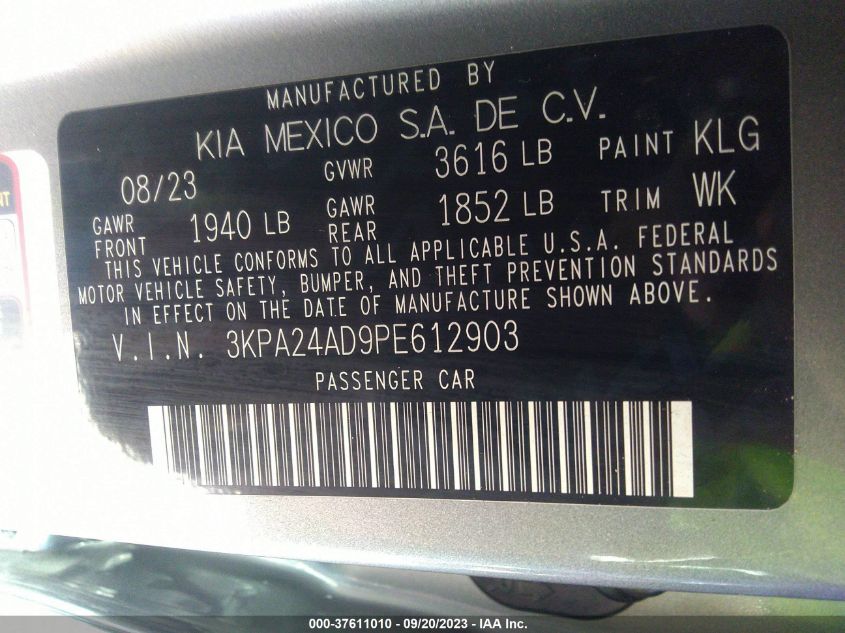 MANUFACTURED BY
KIA MEXICO S.A. DE C.V.
08/23 GVWR 3616 LB PAINT KLG
GAWR FRONT 1940 LB GAWR REAR 1852 LB TRIM WK
THIS VEHICLE CONFORMS TO ALL APPLICABLE U.S.A. FEDERAL
MOTOR VEHICLE SAFETY, BUMPER, AND THEFT PREVENTION STANDARDS
IN EFFECT ON THE DATE OF MANUFACTURE SHOWN ABOVE.
V.I.N. 3KPA24AD9PE612903
PASSENGER CAR
000-37611010 - 09/20/2023 - IAA Inc.